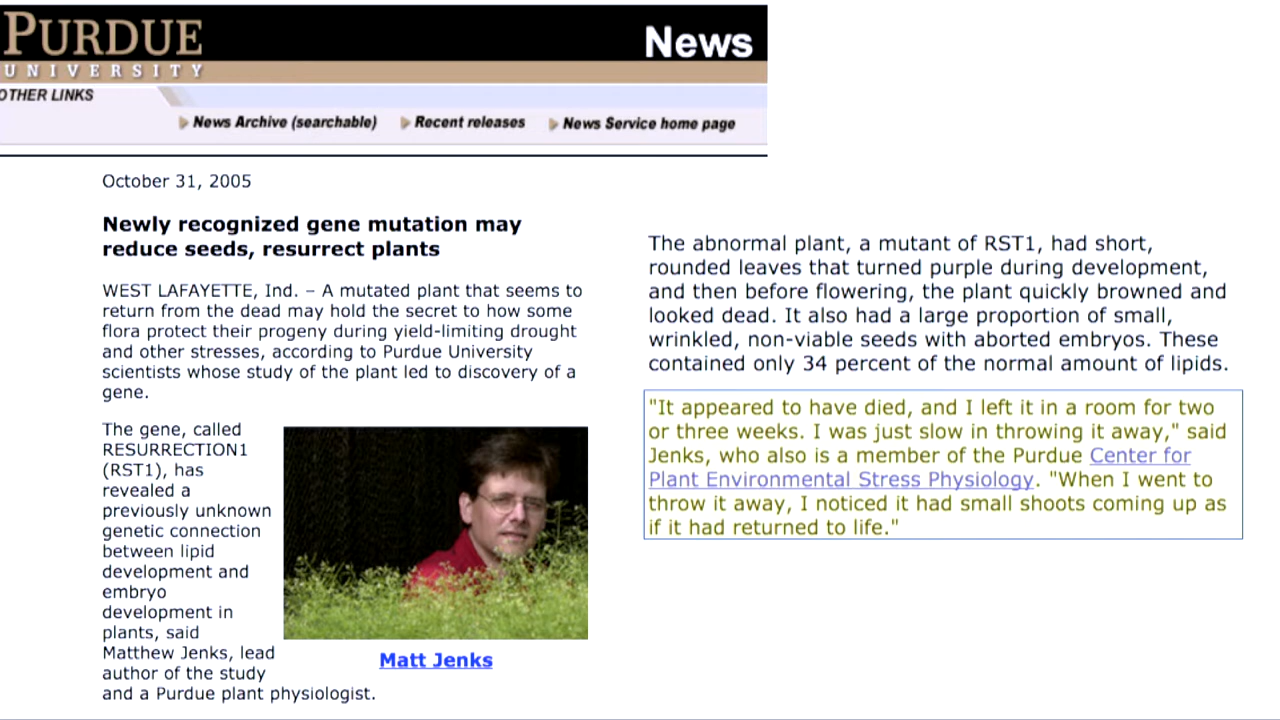 PURDUE
UNIVERSITY
News
OTHER LINKS
News Archive (searchable)
Recent releases
News Service home page
October 31, 2005
Newly recognized gene mutation may
reduce seeds, resurrect plants
WEST LAFAYETTE, Ind. – A mutated plant that seems to
return from the dead may hold the secret to how some
flora protect their progeny during yield-limiting drought
and other stresses, according to Purdue University
scientists whose study of the plant led to discovery of a
gene.
The gene, called
RESURRECTION1
(RST1), has
revealed a
previously unknown
genetic connection
between lipid
development and
embryo
development in
plants, said
Matthew Jenks, lead
author of the study
and a Purdue plant physiologist.
Matt Jenks
The abnormal plant, a mutant of RST1, had short,
rounded leaves that turned purple during development,
and then before flowering, the plant quickly browned and
looked dead. It also had a large proportion of small,
wrinkled, non-viable seeds with aborted embryos. These
contained only 34 percent of the normal amount of lipids.
"It appeared to have died, and I left it in a room for two
or three weeks. I was just slow in throwing it away," said
Jenks, who also is a member of the Purdue Center for
Plant Environmental Stress Physiology. "When I went to
throw it away, I noticed it had small shoots coming up as
if it had returned to life."